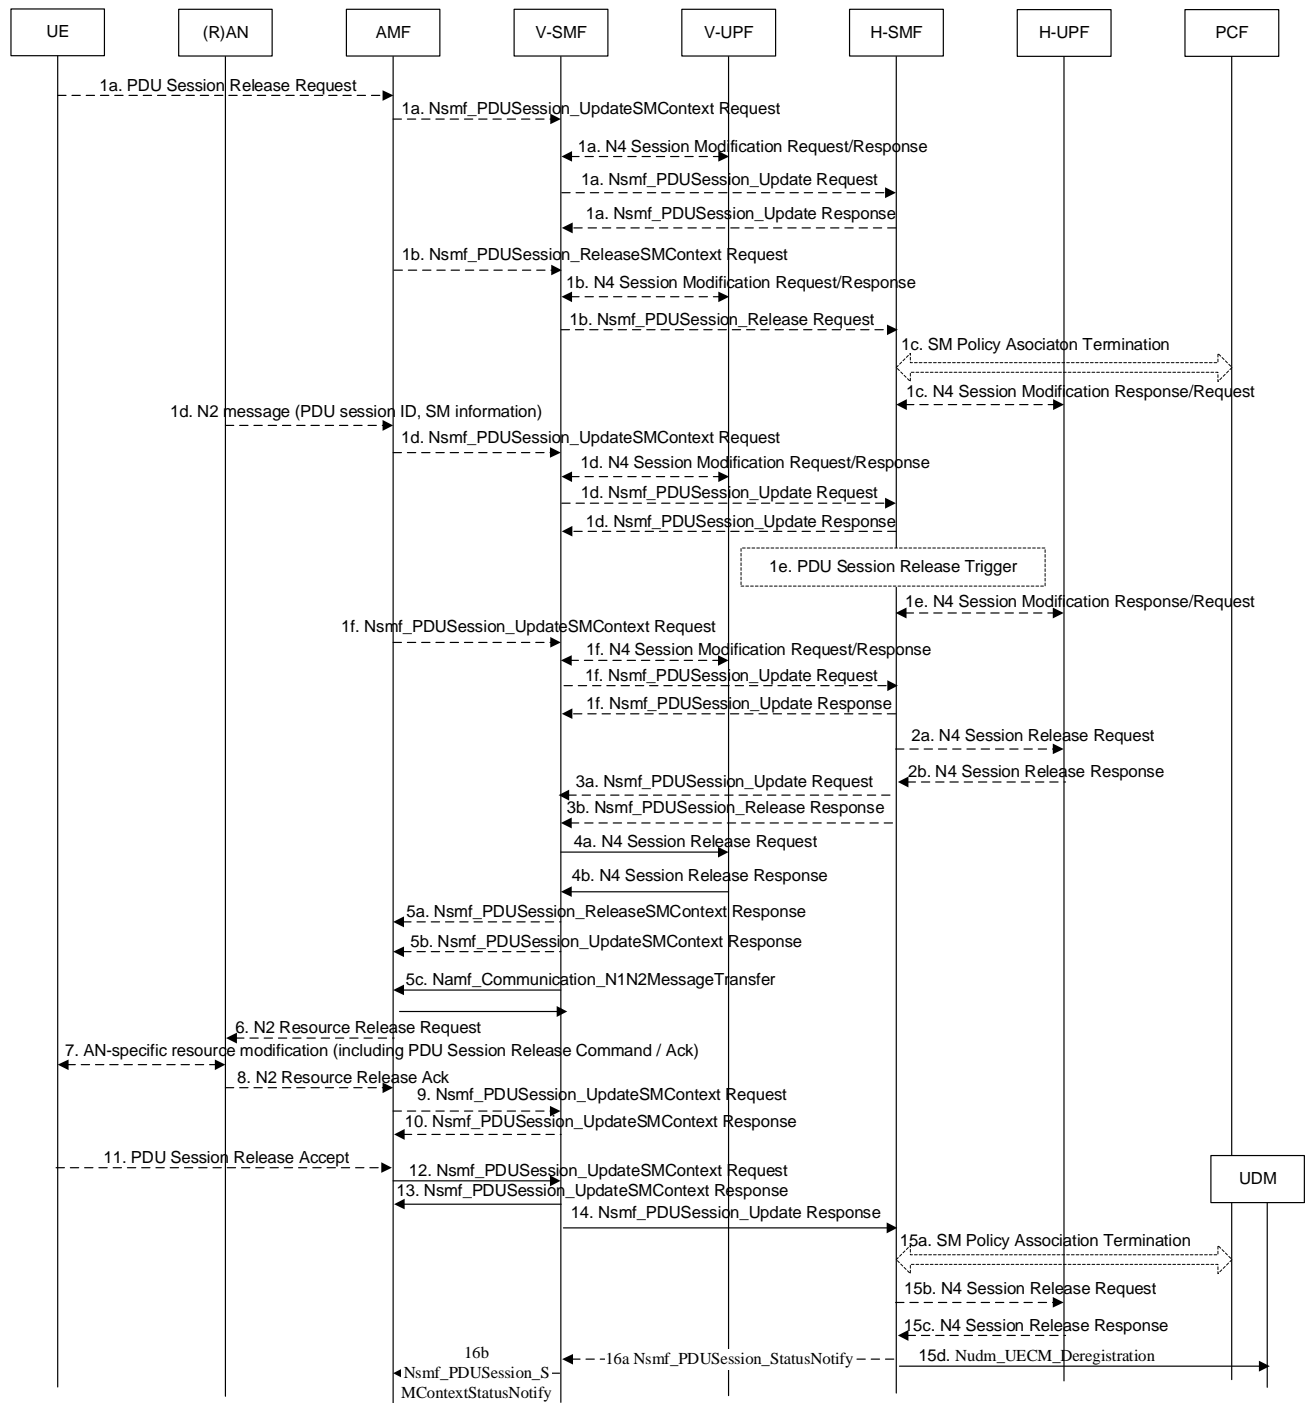 UE
(R)AN
AMF
V-SMF
V-UPF
H-SMF
H-UPF
PCF
1a. PDU Session Release Request
1a. Nsmf_PDUSession_UpdateSMContext Request
1a. N4 Session Modification Request/Response
1a. Nsmf_PDUSession_Update Request
1a. Nsmf_PDUSession_Update Response
1b. Nsmf_PDUSession_ReleaseSMContext Request
1b. N4 Session Modification Request/Response
1b. Nsmf_PDUSession_Release Request
1c. SM Policy Asociaton Termination
1c. N4 Session Modification Response/Request
1d. N2 message (PDU session ID, SM information)
1d. Nsmf_PDUSession_UpdateSMContext Request
1d. N4 Session Modification Request/Response
1d. Nsmf_PDUSession_Update Request
1d. Nsmf_PDUSession_Update Response
1e. PDU Session Release Trigger
1e. N4 Session Modification Response/Request
1f. Nsmf_PDUSession_UpdateSMContext Request
1f. N4 Session Modification Request/Response
1f. Nsmf_PDUSession_Update Request
1f. Nsmf_PDUSession_Update Response
2a. N4 Session Release Request
2b. N4 Session Release Response
3a. Nsmf_PDUSession_Update Request
3b. Nsmf_PDUSession_Release Response
4a. N4 Session Release Request
4b. N4 Session Release Response
5a. Nsmf_PDUSession_ReleaseSMContext Response
5b. Nsmf_PDUSession_UpdateSMContext Response
5c. Namf_Communication_N1N2MessageTransfer
6. N2 Resource Release Request
7. AN-specific resource modification (including PDU Session Release Command / Ack)
8. N2 Resource Release Ack
9. Nsmf_PDUSession_UpdateSMContext Request
10. Nsmf_PDUSession_UpdateSMContext Response
11. PDU Session Release Accept
12. Nsmf_PDUSession_UpdateSMContext Request
UDM
13. Nsmf_PDUSession_UpdateSMContext Response
14. Nsmf_PDUSession_Update Response
15a. SM Policy Association Termination
15b. N4 Session Release Request
15c. N4 Session Release Response
16a Nsmf_PDUSession_StatusNotify
15d. Nudm_UECM_Deregistration
16b
Nsmf_PDUSession_S
MContextStatusNotify